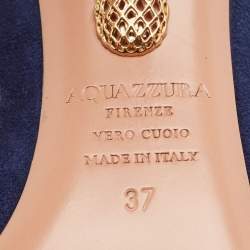 AQUAZZURA
FIRENZE
VERO CUOIO
MADE IN ITALY
37